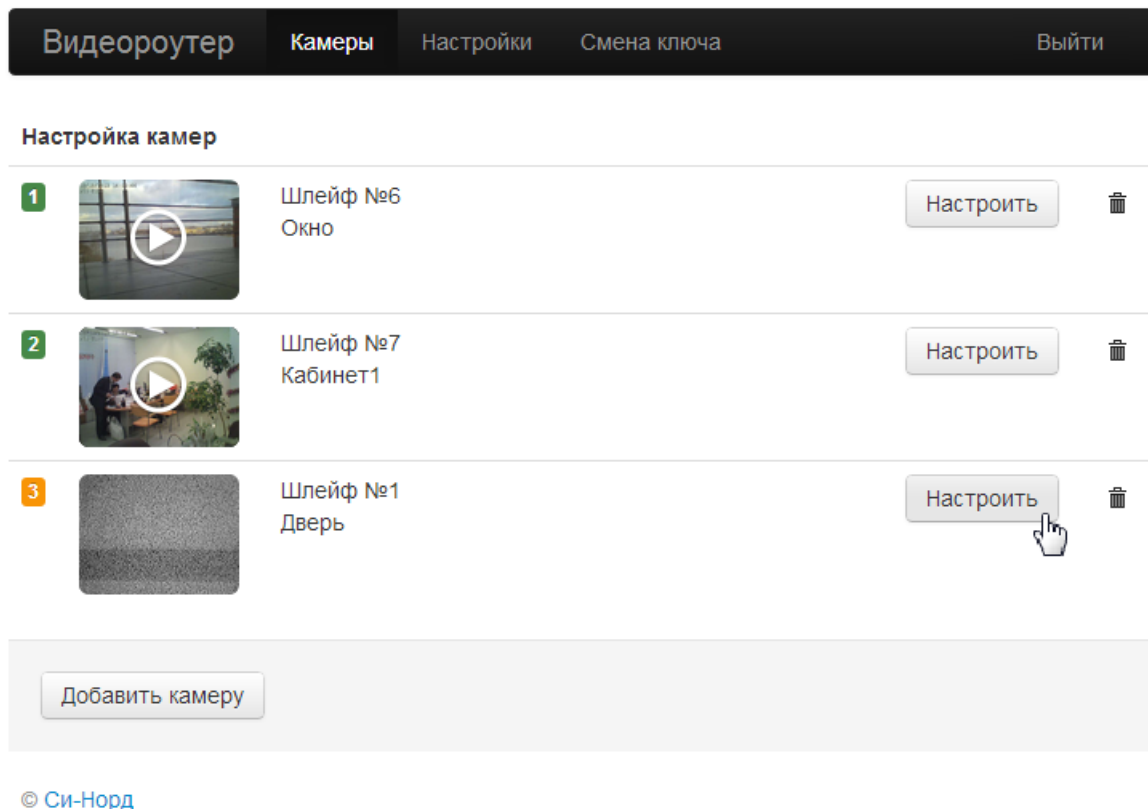 Видеороутер Камеры Настройки Смена ключа Выйти
Настройка камер
1 Шлейф №6 Настроить
Окно
2 Шлейф №7 Настроить
Кабинет1
3 Шлейф №1 Настроить
Дверь
Добавить камеру
© Си-Норд